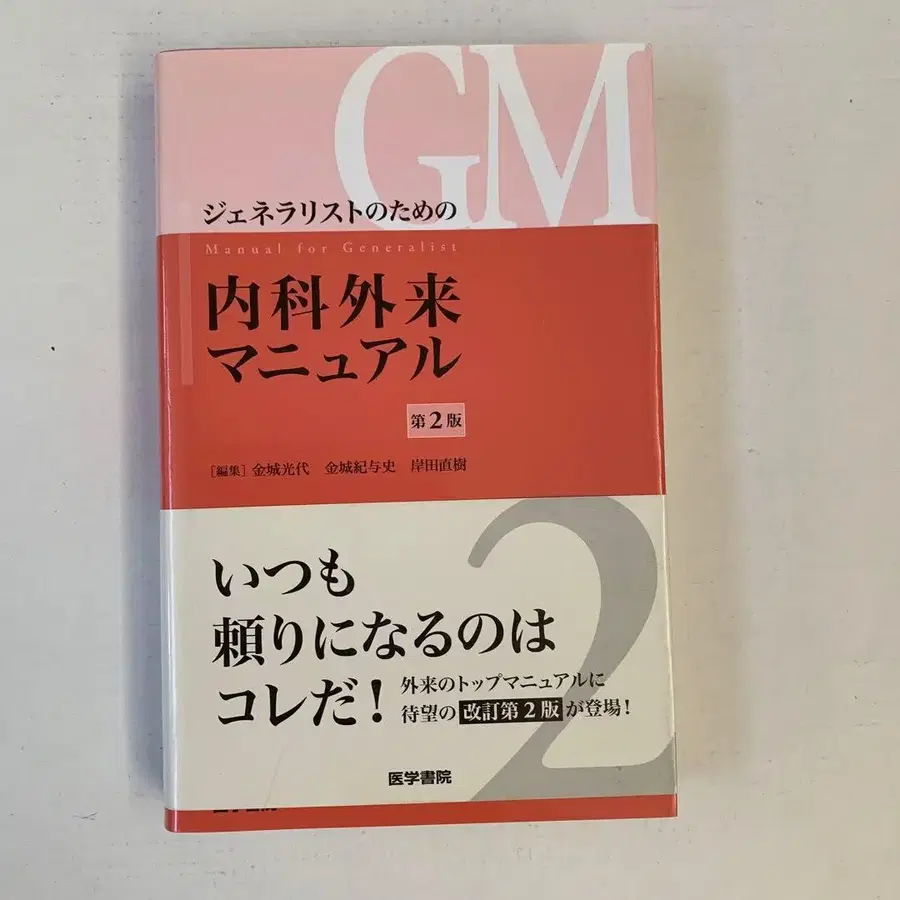 GM
ジェネラリストのための
Manual for Generalist
内科外来
マニュアル
第2版
[編集] 金城光代 金城紀与史 岸田直樹
2
いつも
頼りになるのは
コレだ!
外来のトップマニュアルに
待望の 改訂第2版 が登場!
医学書院